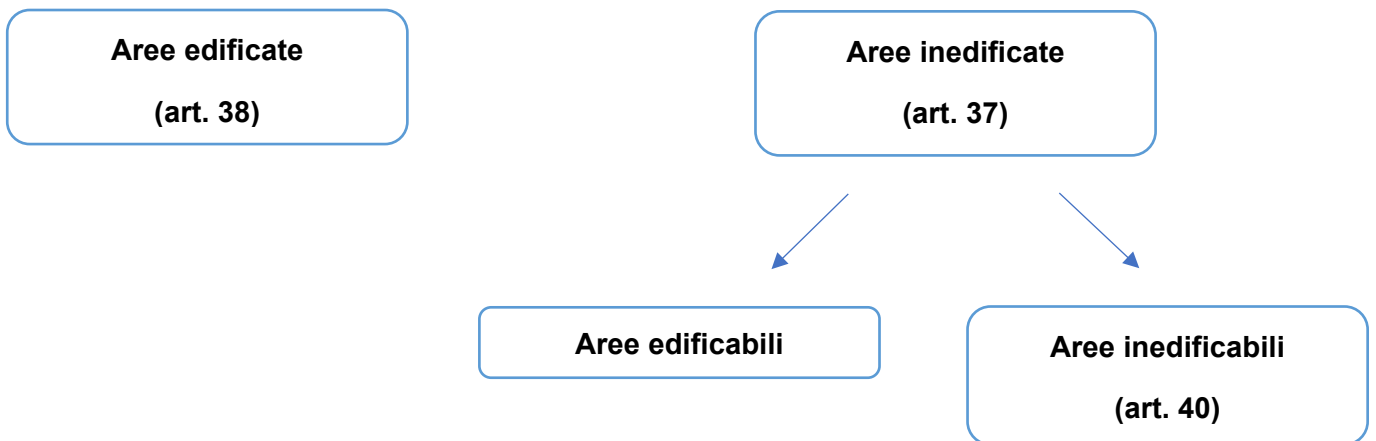 Aree edificate
(art. 38)
Aree inedificate
(art. 37)
Aree edificabili
Aree inedificabili
(art. 40)